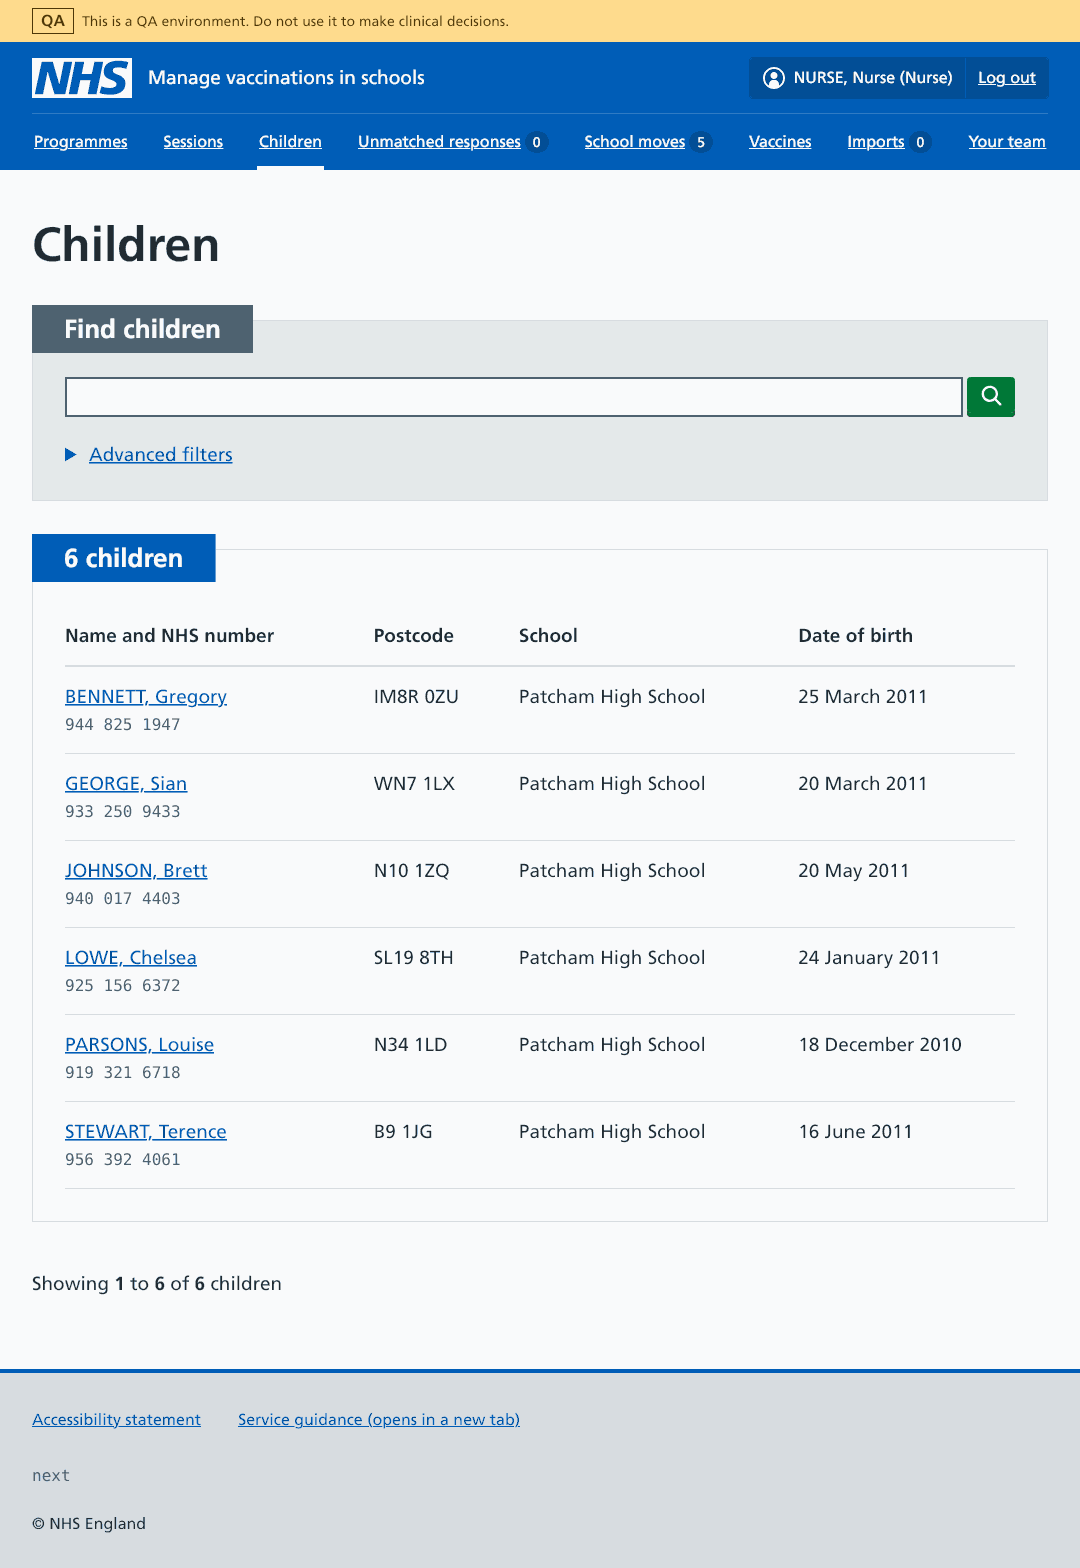 QA This is a QA environment. Do not use it to make clinical decisions.
NHS Manage vaccinations in schools NURSE, Nurse (Nurse) Log out
Programmes Sessions Children Unmatched responses 0 School moves 5 Vaccines Imports 0 Your team
Children
Find children
Advanced filters
6 children
Name and NHS number Postcode School Date of birth
BENNETT, Gregory IM8R 0ZU Patcham High School 25 March 2011
944 825 1947
GEORGE, Sian WN7 1LX Patcham High School 20 March 2011
933 250 9433
JOHNSON, Brett N10 1ZQ Patcham High School 20 May 2011
940 017 4403
LOWE, Chelsea SL19 8TH Patcham High School 24 January 2011
925 156 6372
PARSONS, Louise N34 1LD Patcham High School 18 December 2010
919 321 6718
STEWART, Terence B9 1JG Patcham High School 16 June 2011
956 392 4061
Showing 1 to 6 of 6 children
Accessibility statement Service guidance (opens in a new tab)
next
© NHS England